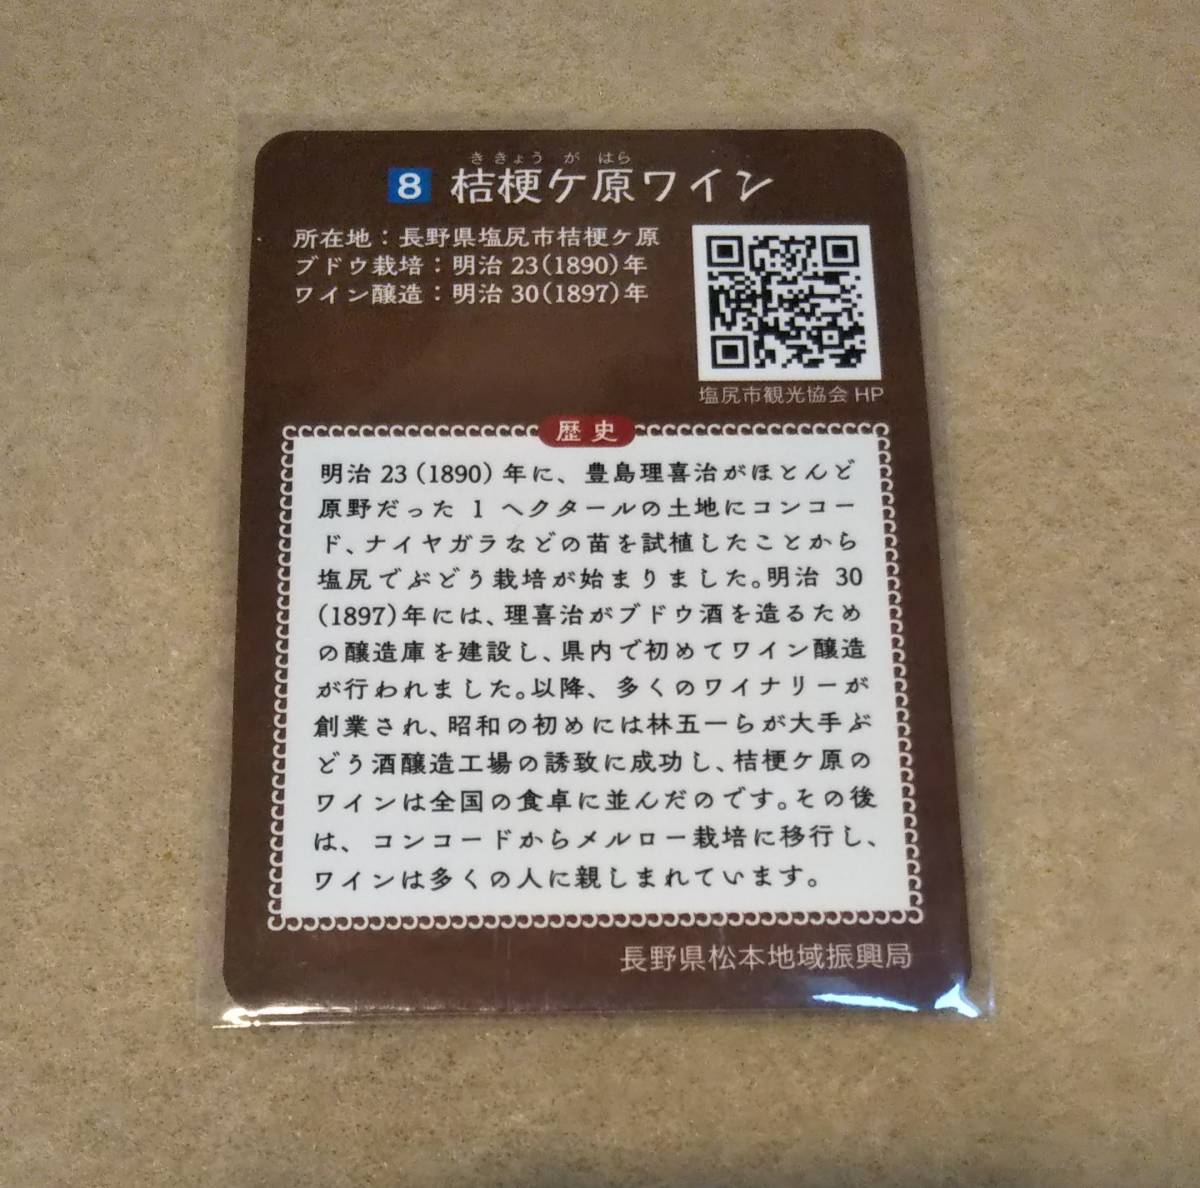 ききょう が はら
8 桔梗ケ原ワイン
所在地：長野県塩尻市桔梗ケ原
ブドウ栽培：明治23(1890)年
ワイン醸造：明治30(1897)年
塩尻市観光協会 HP
歴史
明治23（1890）年に、豊島理喜治がほとんど
原野だった1ヘクタールの土地にコンコー
ド、ナイヤガラなどの苗を試植したことから
塩尻でぶどう栽培が始まりました。明治30
(1897)年には、理喜治がブドウ酒を造るため
の醸造庫を建設し、県内で初めてワイン醸造
が行われました。以降、多くのワイナリーが
創業され、昭和の初めには林五一らが大手ぶ
どう酒醸造工場の誘致に成功し、桔梗ケ原の
ワインは全国の食卓に並んだのです。その後
は、コンコードからメルロー栽培に移行し、
ワインは多くの人に親しまれています。
長野県松本地域振興局